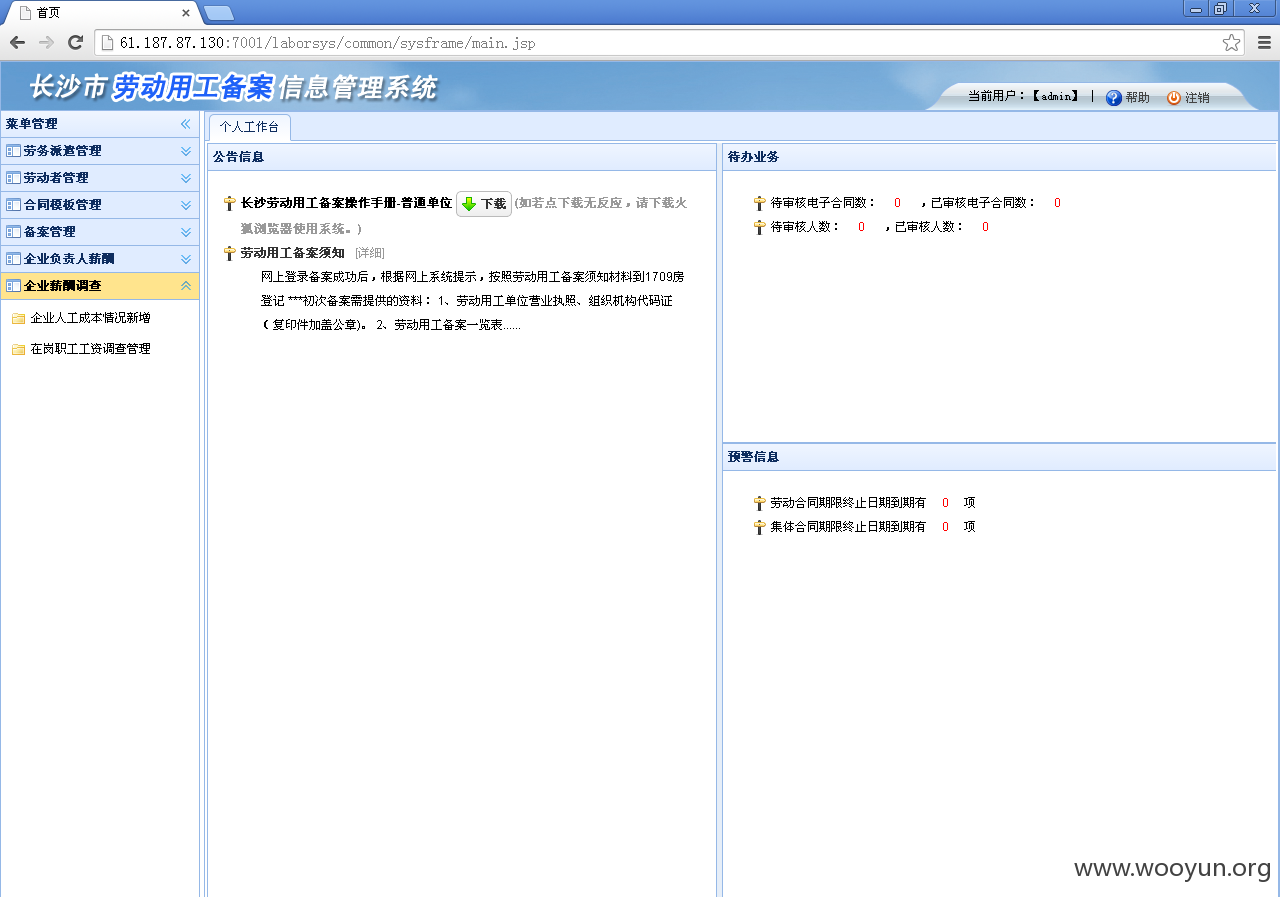 首页
61.187.87.130:7001/laborsys/common/sysframe/main.jsp
长沙市劳动用工备案信息管理系统
当前用户：【admin】 | 帮助 注销
菜单管理
劳务派遣管理
劳动者管理
合同模板管理
备案管理
企业负责人薪酬
企业薪酬调查
企业人工成本情况新增
在岗职工工资调查管理
个人工作台
公告信息
长沙劳动用工备案操作手册-普通单位 下载 (如若点下载无反应，请下载火
狐浏览器使用系统。)
劳动用工备案须知 [详细]
网上登录备案成功后，根据网上系统提示，按照劳动用工备案须知材料到1709房
登记 ***初次备案需提供的资料： 1、劳动用工单位营业执照、组织机构代码证
（ 复印件加盖公章)。 2、劳动用工备案一览表......
待办业务
待审核电子合同数： 0 ，已审核电子合同数： 0
待审核人数： 0 ，已审核人数： 0
预警信息
劳动合同期限终止日期到期有 0 项
集体合同期限终止日期到期有 0 项
www.wooyun.org